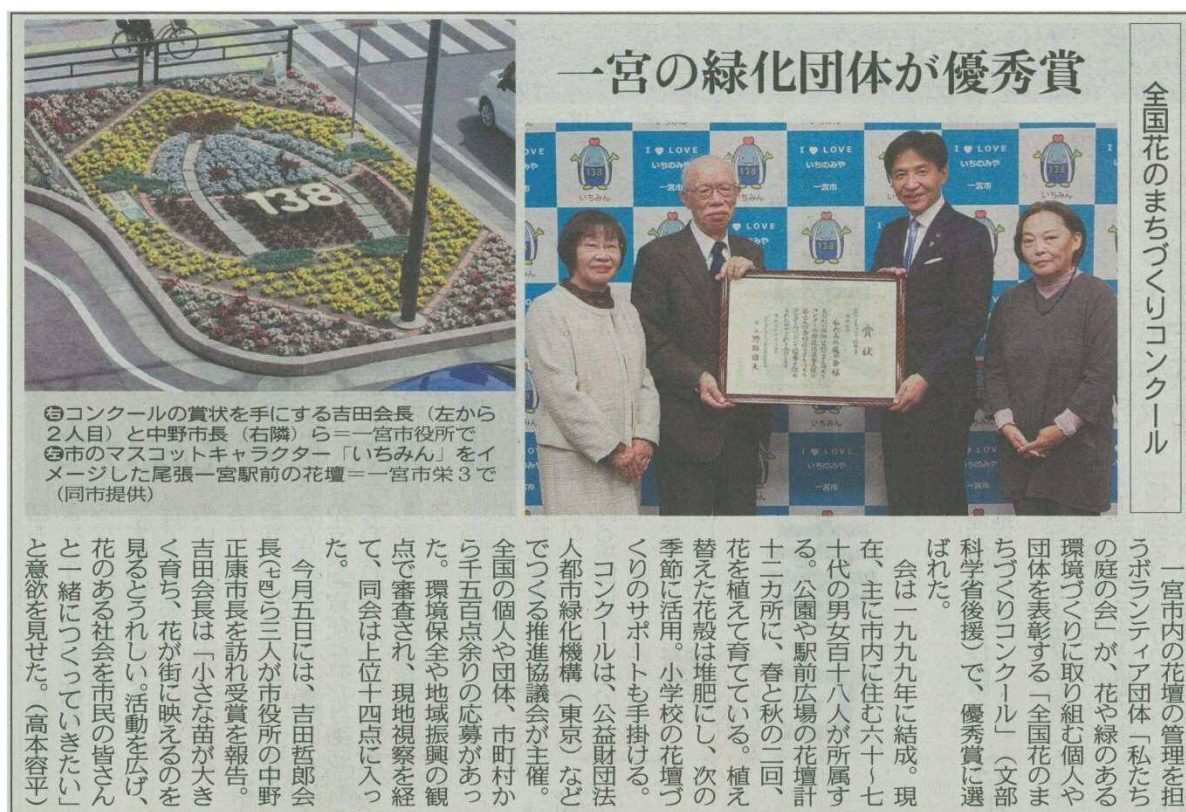 全国花のまちづくりコンクール
一宮の緑化団体が優秀賞
138
I ♥ LOVE
いちのみや
一宮市
138
いちみん
賞状
㊨コンクールの賞状を手にする吉田会長（左から
２人目）と中野市長（右隣）ら＝一宮市役所で
㊧市のマスコットキャラクター「いちみん」をイ
メージした尾張一宮駅前の花壇＝一宮市栄３で
（同市提供）
一宮市内の花壇の管理を担
うボランティア団体「私たち
の庭の会」が、花や緑のある
環境づくりに取り組む個人や
団体を表彰する「全国花のま
ちづくりコンクール」（文部
科学省後援）で、優秀賞に選
ばれた。
会は一九九九年に結成。現
在、主に市内に住む六十～七
十代の男女百十八人が所属す
る。公園や駅前広場の花壇計
十二カ所に、春と秋の二回、
花を植えて育てている。植え
替えた花殻は堆肥にし、次の
季節に活用。小学校の花壇づ
くりのサポートも手掛ける。
コンクールは、公益財団法
人都市緑化機構（東京）など
でつくる推進協議会が主催。
全国の個人や団体、市町村か
ら千五百点余りの応募があっ
た。環境保全や地域振興の観
点で審査され、現地視察を経
て、同会は上位十四点に入っ
た。
今月五日には、吉田哲郎会
長（七四）ら三人が市役所の中野
正康市長を訪れ受賞を報告。
吉田会長は「小さな苗が大き
く育ち、花が街に映えるのを
見るとうれしい。活動を広げ、
花のある社会を市民の皆さん
と一緒につくっていきたい」
と意欲を見せた。（高本容平）